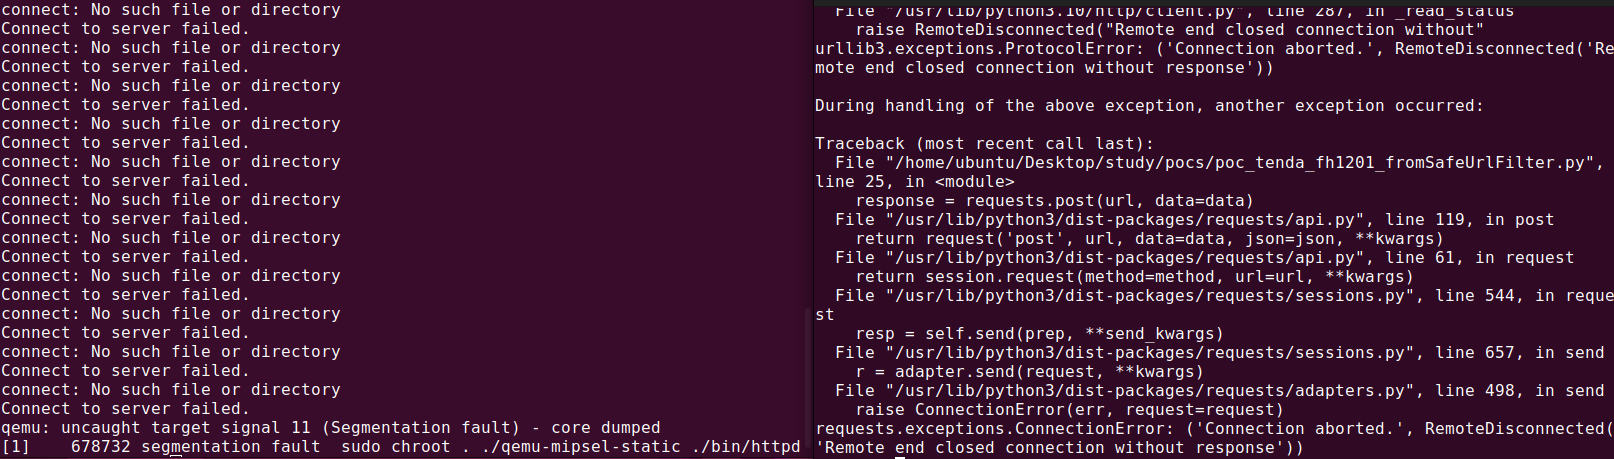 connect: No such file or directory
Connect to server failed.
connect: No such file or directory
Connect to server failed.
connect: No such file or directory
Connect to server failed.
connect: No such file or directory
Connect to server failed.
connect: No such file or directory
Connect to server failed.
connect: No such file or directory
Connect to server failed.
connect: No such file or directory
Connect to server failed.
connect: No such file or directory
Connect to server failed.
connect: No such file or directory
Connect to server failed.
connect: No such file or directory
Connect to server failed.
connect: No such file or directory
Connect to server failed.
qemu: uncaught target signal 11 (Segmentation fault) - core dumped
[1]    678732 segmentation fault  sudo chroot . ./qemu-mipsel-static ./bin/httpd
  File "/usr/lib/python3.10/http/client.py", line 287, in _read_status
    raise RemoteDisconnected("Remote end closed connection without"
urllib3.exceptions.ProtocolError: ('Connection aborted.', RemoteDisconnected('Re
mote end closed connection without response'))

During handling of the above exception, another exception occurred:

Traceback (most recent call last):
  File "/home/ubuntu/Desktop/study/pocs/poc_tenda_fh1201_fromSafeUrlFilter.py",
line 25, in <module>
    response = requests.post(url, data=data)
  File "/usr/lib/python3/dist-packages/requests/api.py", line 119, in post
    return request('post', url, data=data, json=json, **kwargs)
  File "/usr/lib/python3/dist-packages/requests/api.py", line 61, in request
    return session.request(method=method, url=url, **kwargs)
  File "/usr/lib/python3/dist-packages/requests/sessions.py", line 544, in reque
st
    resp = self.send(prep, **send_kwargs)
  File "/usr/lib/python3/dist-packages/requests/sessions.py", line 657, in send
    r = adapter.send(request, **kwargs)
  File "/usr/lib/python3/dist-packages/requests/adapters.py", line 498, in send
    raise ConnectionError(err, request=request)
requests.exceptions.ConnectionError: ('Connection aborted.', RemoteDisconnected(
'Remote end closed connection without response'))